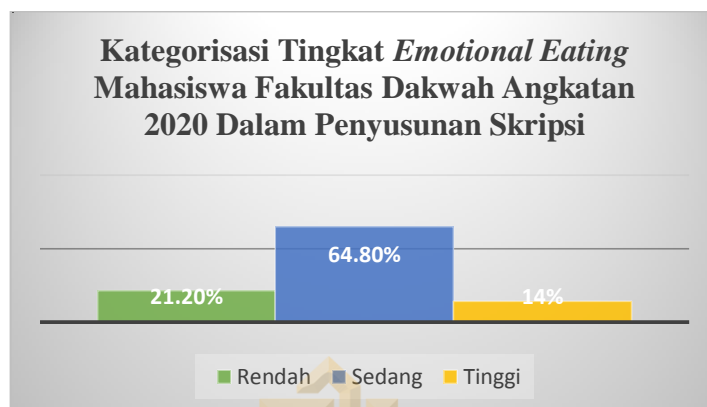 Kategorisasi Tingkat Emotional Eating
Mahasiswa Fakultas Dakwah Angkatan
2020 Dalam Penyusunan Skripsi
64.80%
21.20%
14%
Rendah Sedang Tinggi